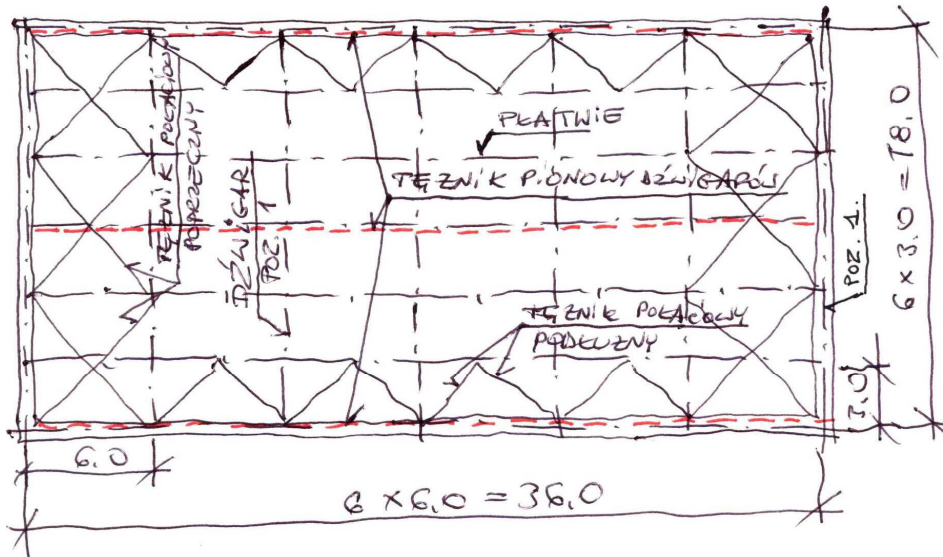 PŁATWIE
TĘŻNIK PIONOWY DŹWIGARÓW
TĘŻNIK POŁACIOWY
POPRZECZNY
DŹWIGAR
POZ. 1
TĘŻNIK POŁACIOWY
PODŁUŻNY
POZ. 1.
6 x 3.0 = 18.0
3.0
6.0
6 x 6.0 = 36.0